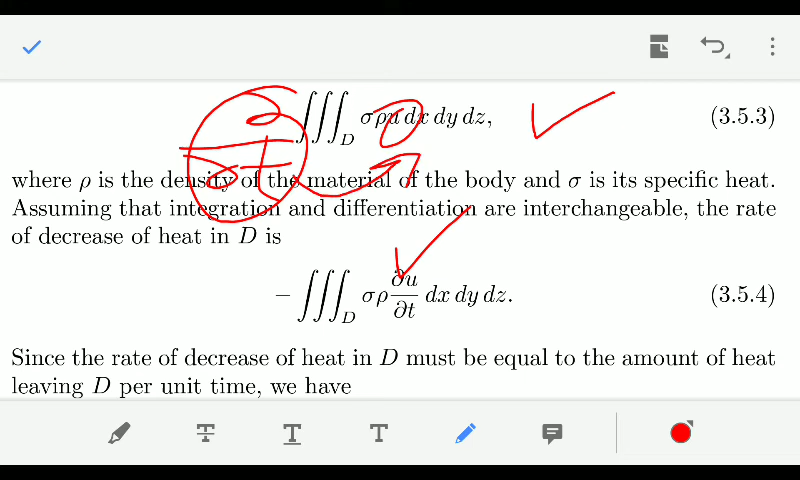 ∂/∂t ∭_D σρu dx dy dz, (3.5.3)
where ρ is the density of the material of the body and σ is its specific heat.
Assuming that integration and differentiation are interchangeable, the rate
of decrease of heat in D is
− ∭_D σρ ∂u/∂t dx dy dz. (3.5.4)
Since the rate of decrease of heat in D must be equal to the amount of heat
leaving D per unit time, we have
T T T